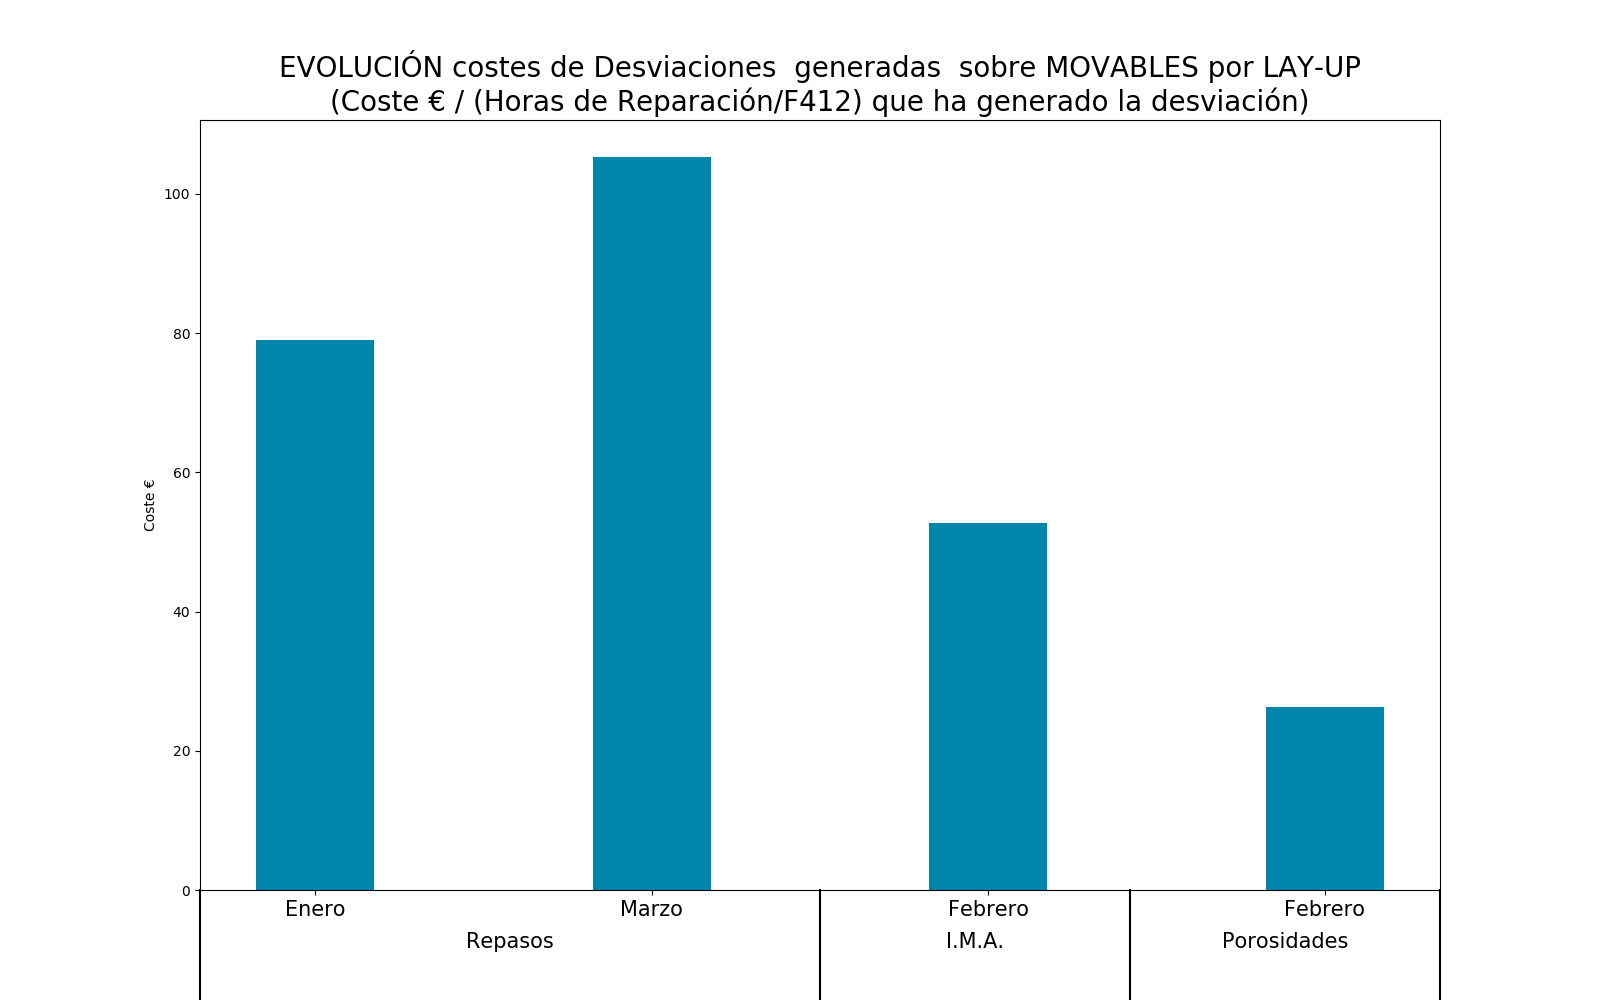 EVOLUCIÓN costes de Desviaciones  generadas  sobre MOVABLES por LAY-UP
(Coste € / (Horas de Reparación/F412) que ha generado la desviación)
100
80
60
40
20
0
Coste €
Enero Marzo Febrero Febrero
Repasos I.M.A. Porosidades